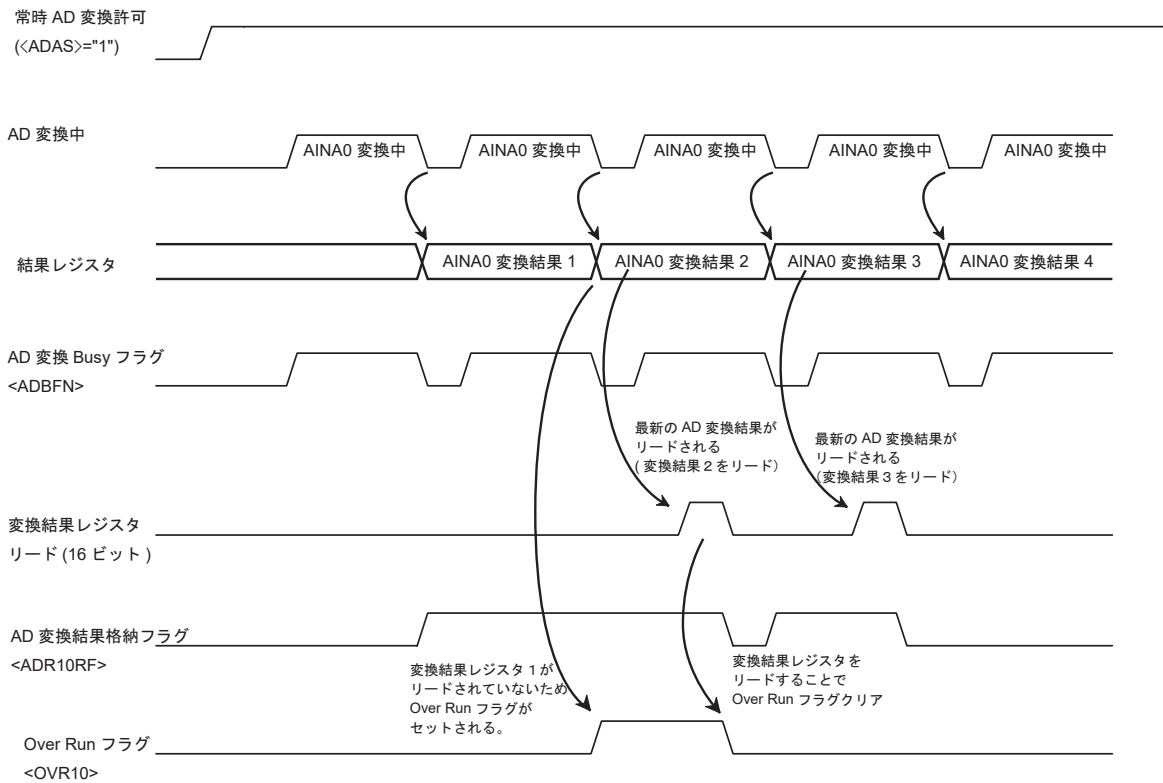 常時 AD 変換許可
(<ADAS>="1")
AD 変換中
AINA0 変換中
AINA0 変換中
AINA0 変換中
AINA0 変換中
AINA0 変換中
結果レジスタ
AINA0 変換結果 1
AINA0 変換結果 2
AINA0 変換結果 3
AINA0 変換結果 4
AD 変換 Busy フラグ
<ADBFN>
最新の AD 変換結果が
リードされる
( 変換結果 2 をリード)
最新の AD 変換結果が
リードされる
(変換結果 3 をリード)
変換結果レジスタ
リード (16 ビット )
AD 変換結果格納フラグ
<ADR10RF>
変換結果レジスタ 1 が
リードされていないため
Over Run フラグが
セットされる。
変換結果レジスタを
リードすることで
Over Run フラグクリア
Over Run フラグ
<OVR10>